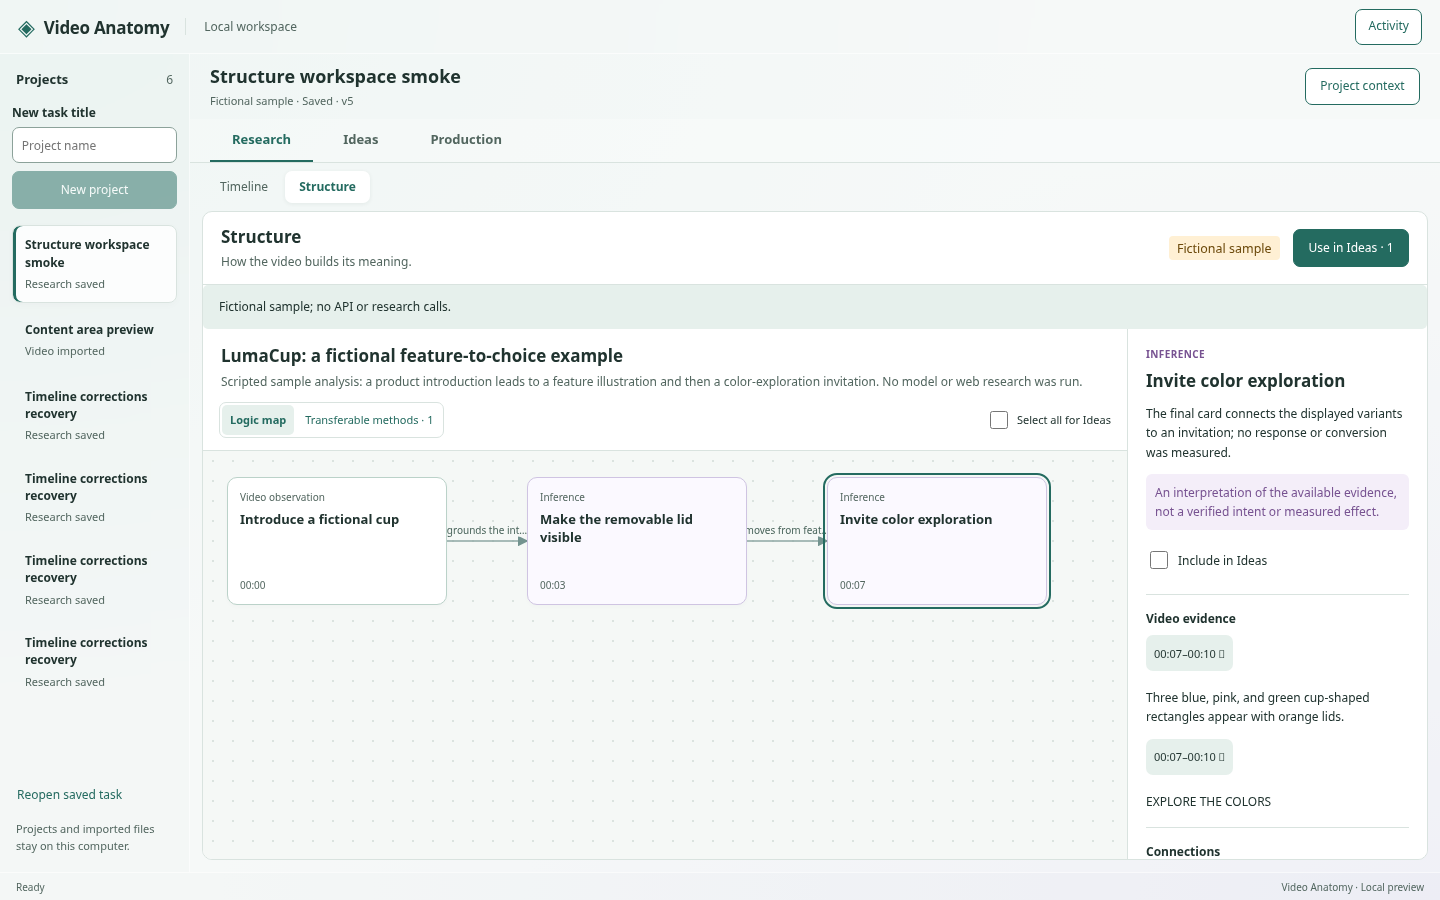 Video Anatomy
Local workspace
Activity
Projects 6
New task title
Project name
New project
Structure workspace
smoke
Research saved
Content area preview
Video imported
Timeline corrections
recovery
Research saved
Timeline corrections
recovery
Research saved
Timeline corrections
recovery
Research saved
Timeline corrections
recovery
Research saved
Reopen saved task
Projects and imported files
stay on this computer.
Structure workspace smoke
Fictional sample · Saved · v5
Project context
Research Ideas Production
Timeline Structure
Structure
How the video builds its meaning.
Fictional sample
Use in Ideas · 1
Fictional sample; no API or research calls.
LumaCup: a fictional feature-to-choice example
Scripted sample analysis: a product introduction leads to a feature illustration and then a color-exploration invitation. No model or web research was run.
Logic map Transferable methods · 1
Select all for Ideas
Video observation
Introduce a fictional cup
00:00
grounds the int…
Inference
Make the removable lid
visible
00:03
moves from feat…
Inference
Invite color exploration
00:07
INFERENCE
Invite color exploration
The final card connects the displayed variants
to an invitation; no response or conversion
was measured.
An interpretation of the available evidence,
not a verified intent or measured effect.
Include in Ideas
Video evidence
00:07–00:10
Three blue, pink, and green cup-shaped
rectangles appear with orange lids.
00:07–00:10
EXPLORE THE COLORS
Connections
Ready
Video Anatomy · Local preview